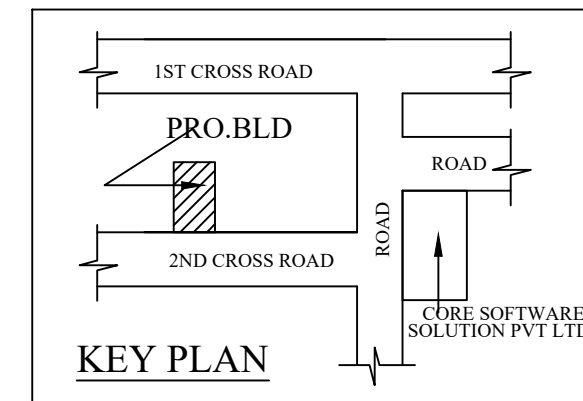 1ST CROSS ROAD
PRO.BLD
ROAD
ROAD
2ND CROSS ROAD
CORE SOFTWARE
SOLUTION PVT LTD
KEY PLAN